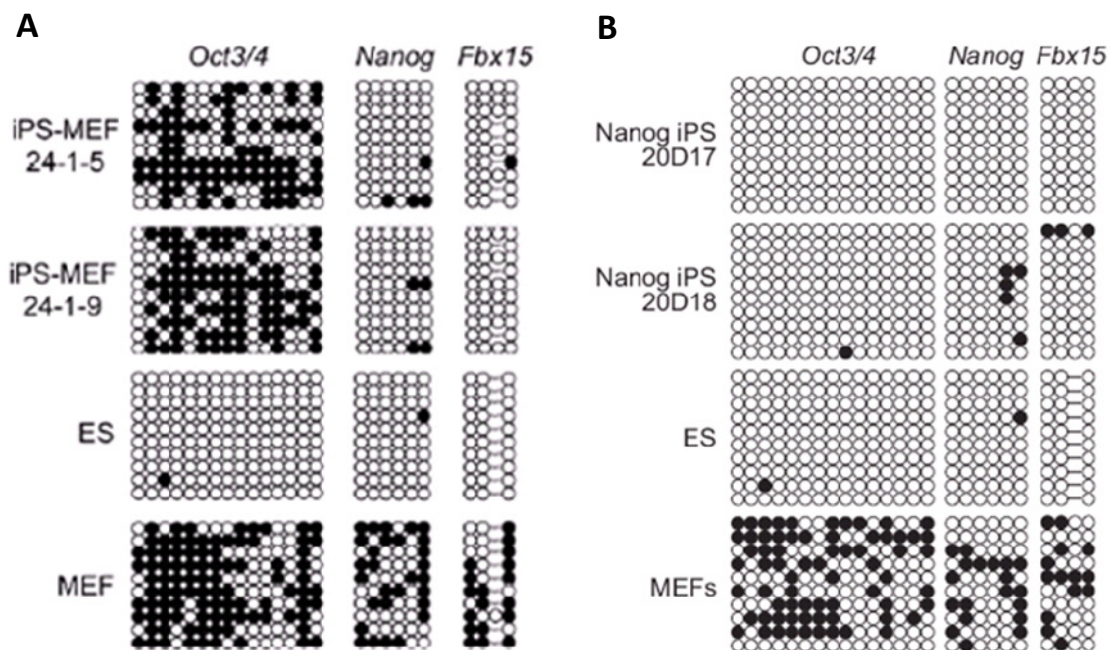 A
Oct3/4 Nanog Fbx15
iPS-MEF
24-1-5
iPS-MEF
24-1-9
ES
MEF
B
Oct3/4 Nanog Fbx15
Nanog iPS
20D17
Nanog iPS
20D18
ES
MEFs